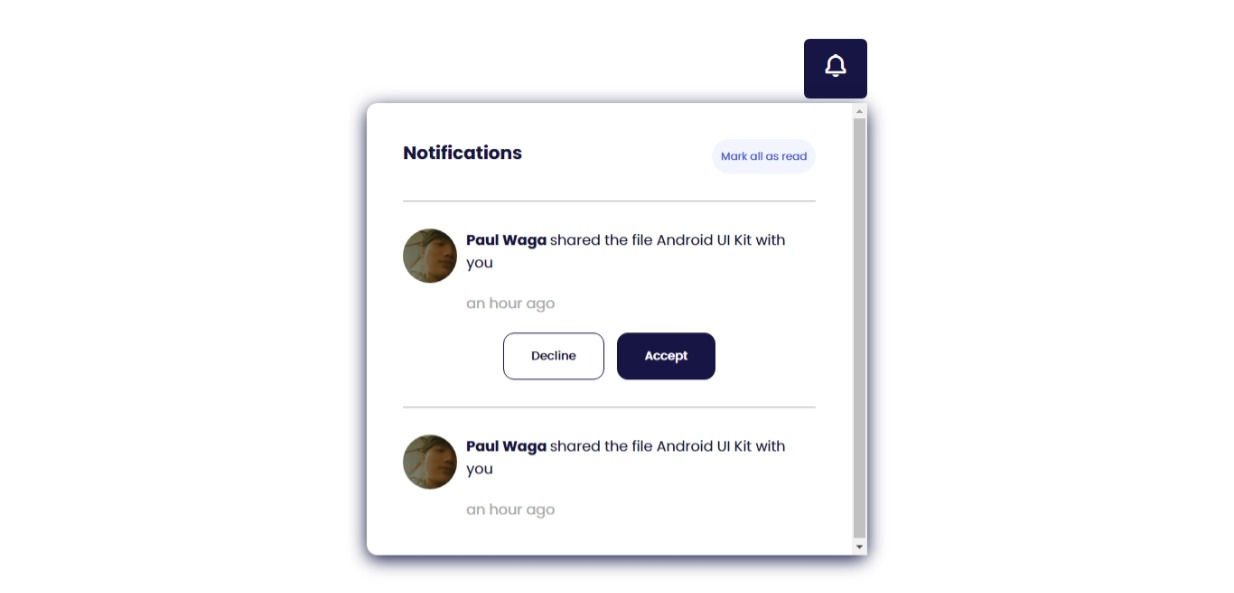 Notifications
Mark all as read
Paul Waga shared the file Android UI Kit with
you
an hour ago
Decline
Accept
Paul Waga shared the file Android UI Kit with
you
an hour ago